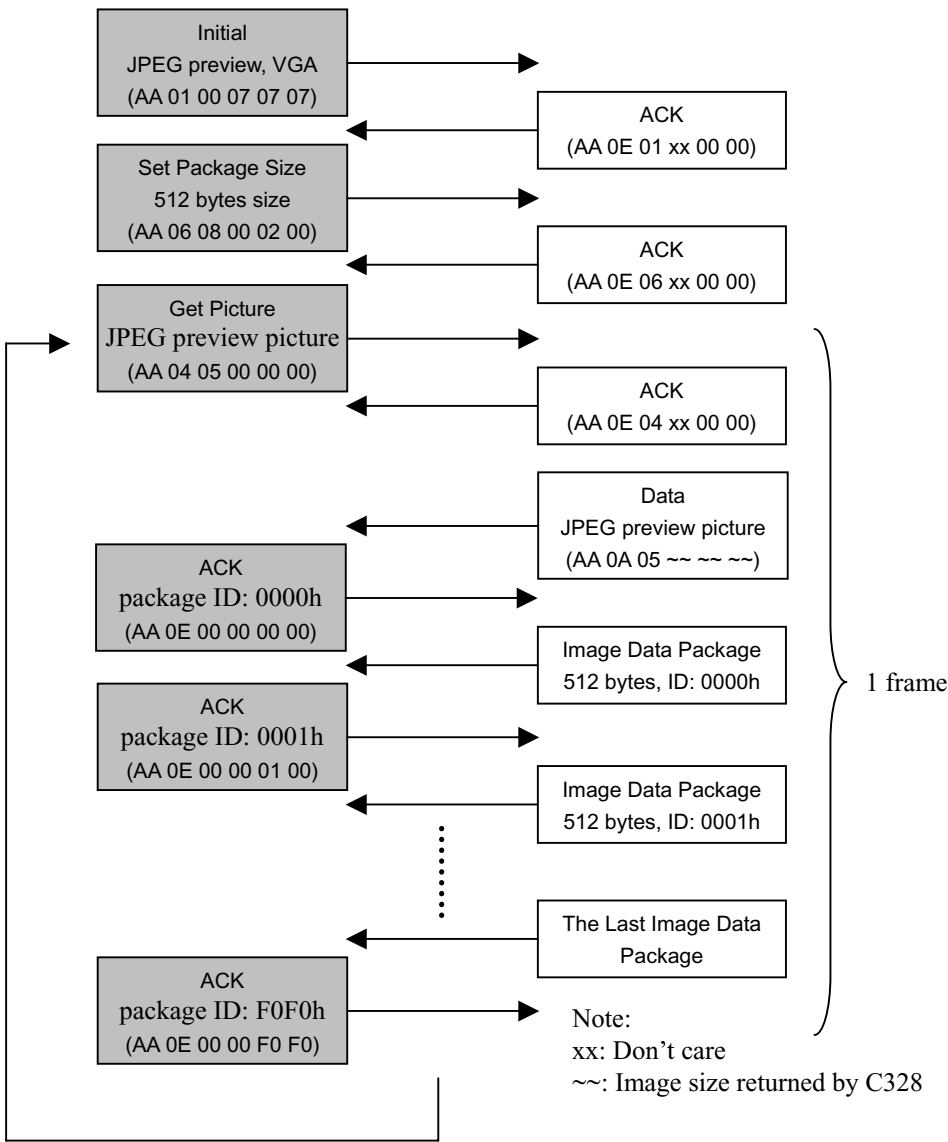 Initial
JPEG preview, VGA
(AA 01 00 07 07 07)
ACK
(AA 0E 01 xx 00 00)
Set Package Size
512 bytes size
(AA 06 08 00 02 00)
ACK
(AA 0E 06 xx 00 00)
Get Picture
JPEG preview picture
(AA 04 05 00 00 00)
ACK
(AA 0E 04 xx 00 00)
Data
JPEG preview picture
(AA 0A 05 ~~ ~~ ~~)
ACK
package ID: 0000h
(AA 0E 00 00 00 00)
Image Data Package
512 bytes, ID: 0000h
1 frame
ACK
package ID: 0001h
(AA 0E 00 00 01 00)
Image Data Package
512 bytes, ID: 0001h
The Last Image Data
Package
ACK
package ID: F0F0h
(AA 0E 00 00 F0 F0)
Note:
xx: Don’t care
~~: Image size returned by C328